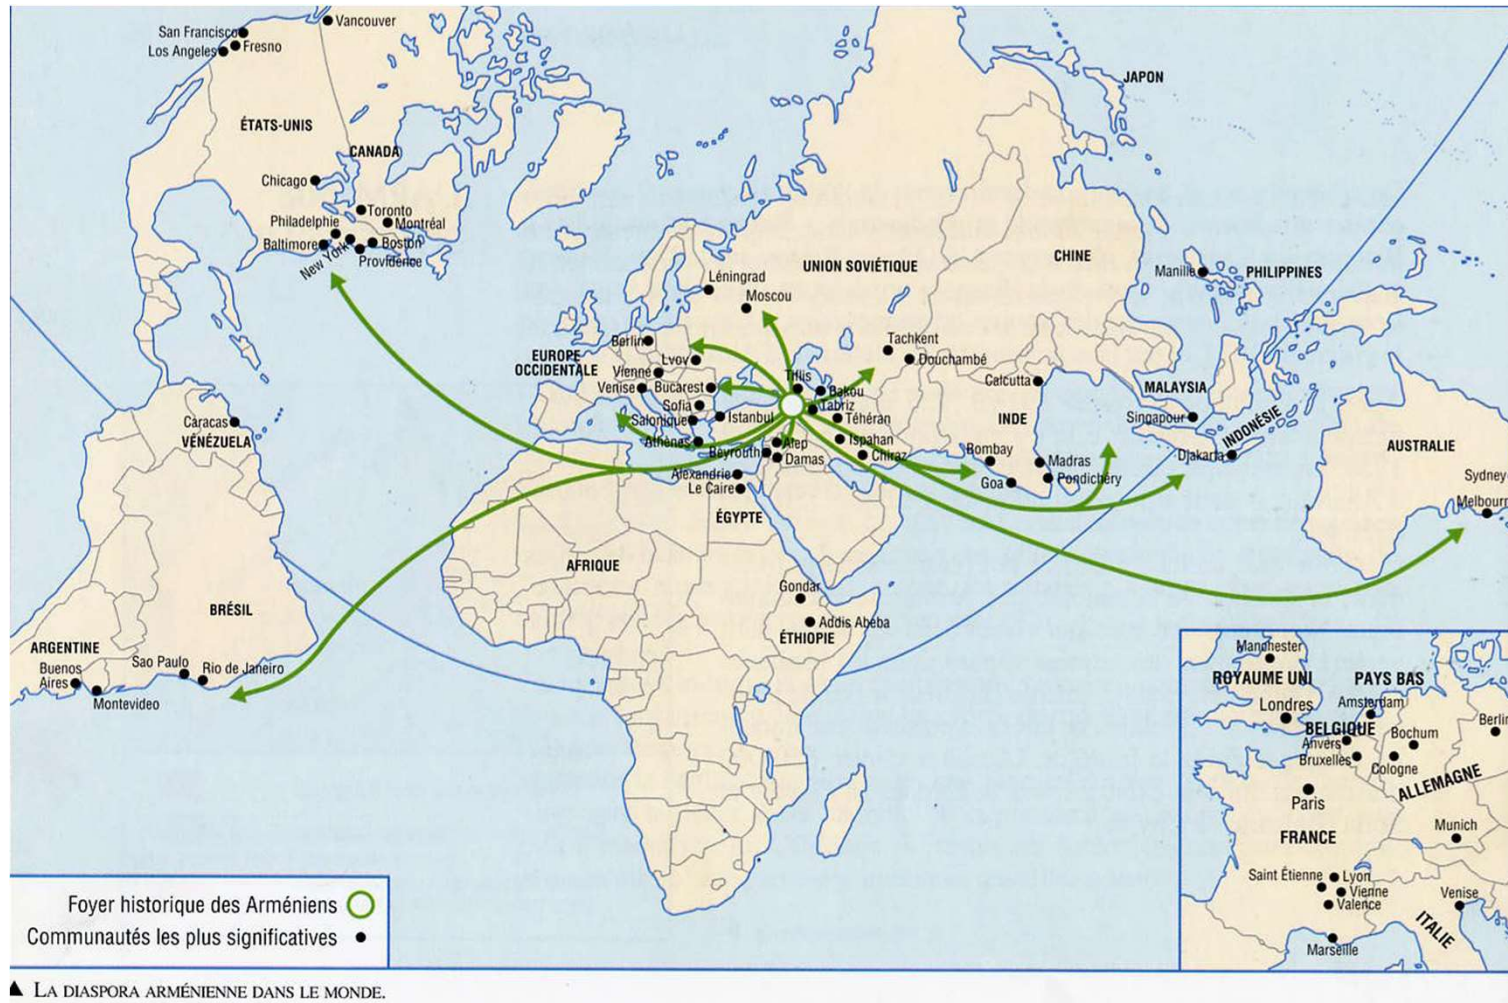 Vancouver
San Francisco
Fresno
Los Angeles
ÉTATS-UNIS
CANADA
Chicago
Toronto
Montréal
Philadelphie
Baltimore
New York
Boston
Providence
JAPON
CHINE
UNION SOVIÉTIQUE
Manille
PHILIPPINES
Léningrad
Moscou
Berlin
EUROPE
OCCIDENTALE
Lvov
Vienne
Venise
Bucarest
Sofia
Salonique
Istanbul
Athènes
Tiflis
Bakou
Tabriz
Téhéran
Tachkent
Douchambé
Ispahan
Chiraz
Alep
Beyrouth
Damas
Alexandrie
Le Caire
ÉGYPTE
Calcutta
INDE
Bombay
Madras
Goa
Pondichéry
MALAYSIA
Singapour
INDONÉSIE
Djakarta
AUSTRALIE
Sydney
Melbourn
Caracas
VÉNÉZUELA
BRÉSIL
ARGENTINE
Buenos
Aires
Sao Paulo
Rio de Janeiro
Montevideo
AFRIQUE
Gondar
Addis Abéba
ÉTHIOPIE
Manchester
ROYAUME UNI
PAYS BAS
Londres
Amsterdam
BELGIQUE
Anvers
Bruxelles
Bochum
Cologne
Berlin
ALLEMAGNE
Paris
FRANCE
Munich
Saint Étienne
Lyon
Vienne
Valence
Venise
ITALIE
Marseille
Foyer historique des Arméniens
Communautés les plus significatives
LA DIASPORA ARMÉNIENNE DANS LE MONDE.